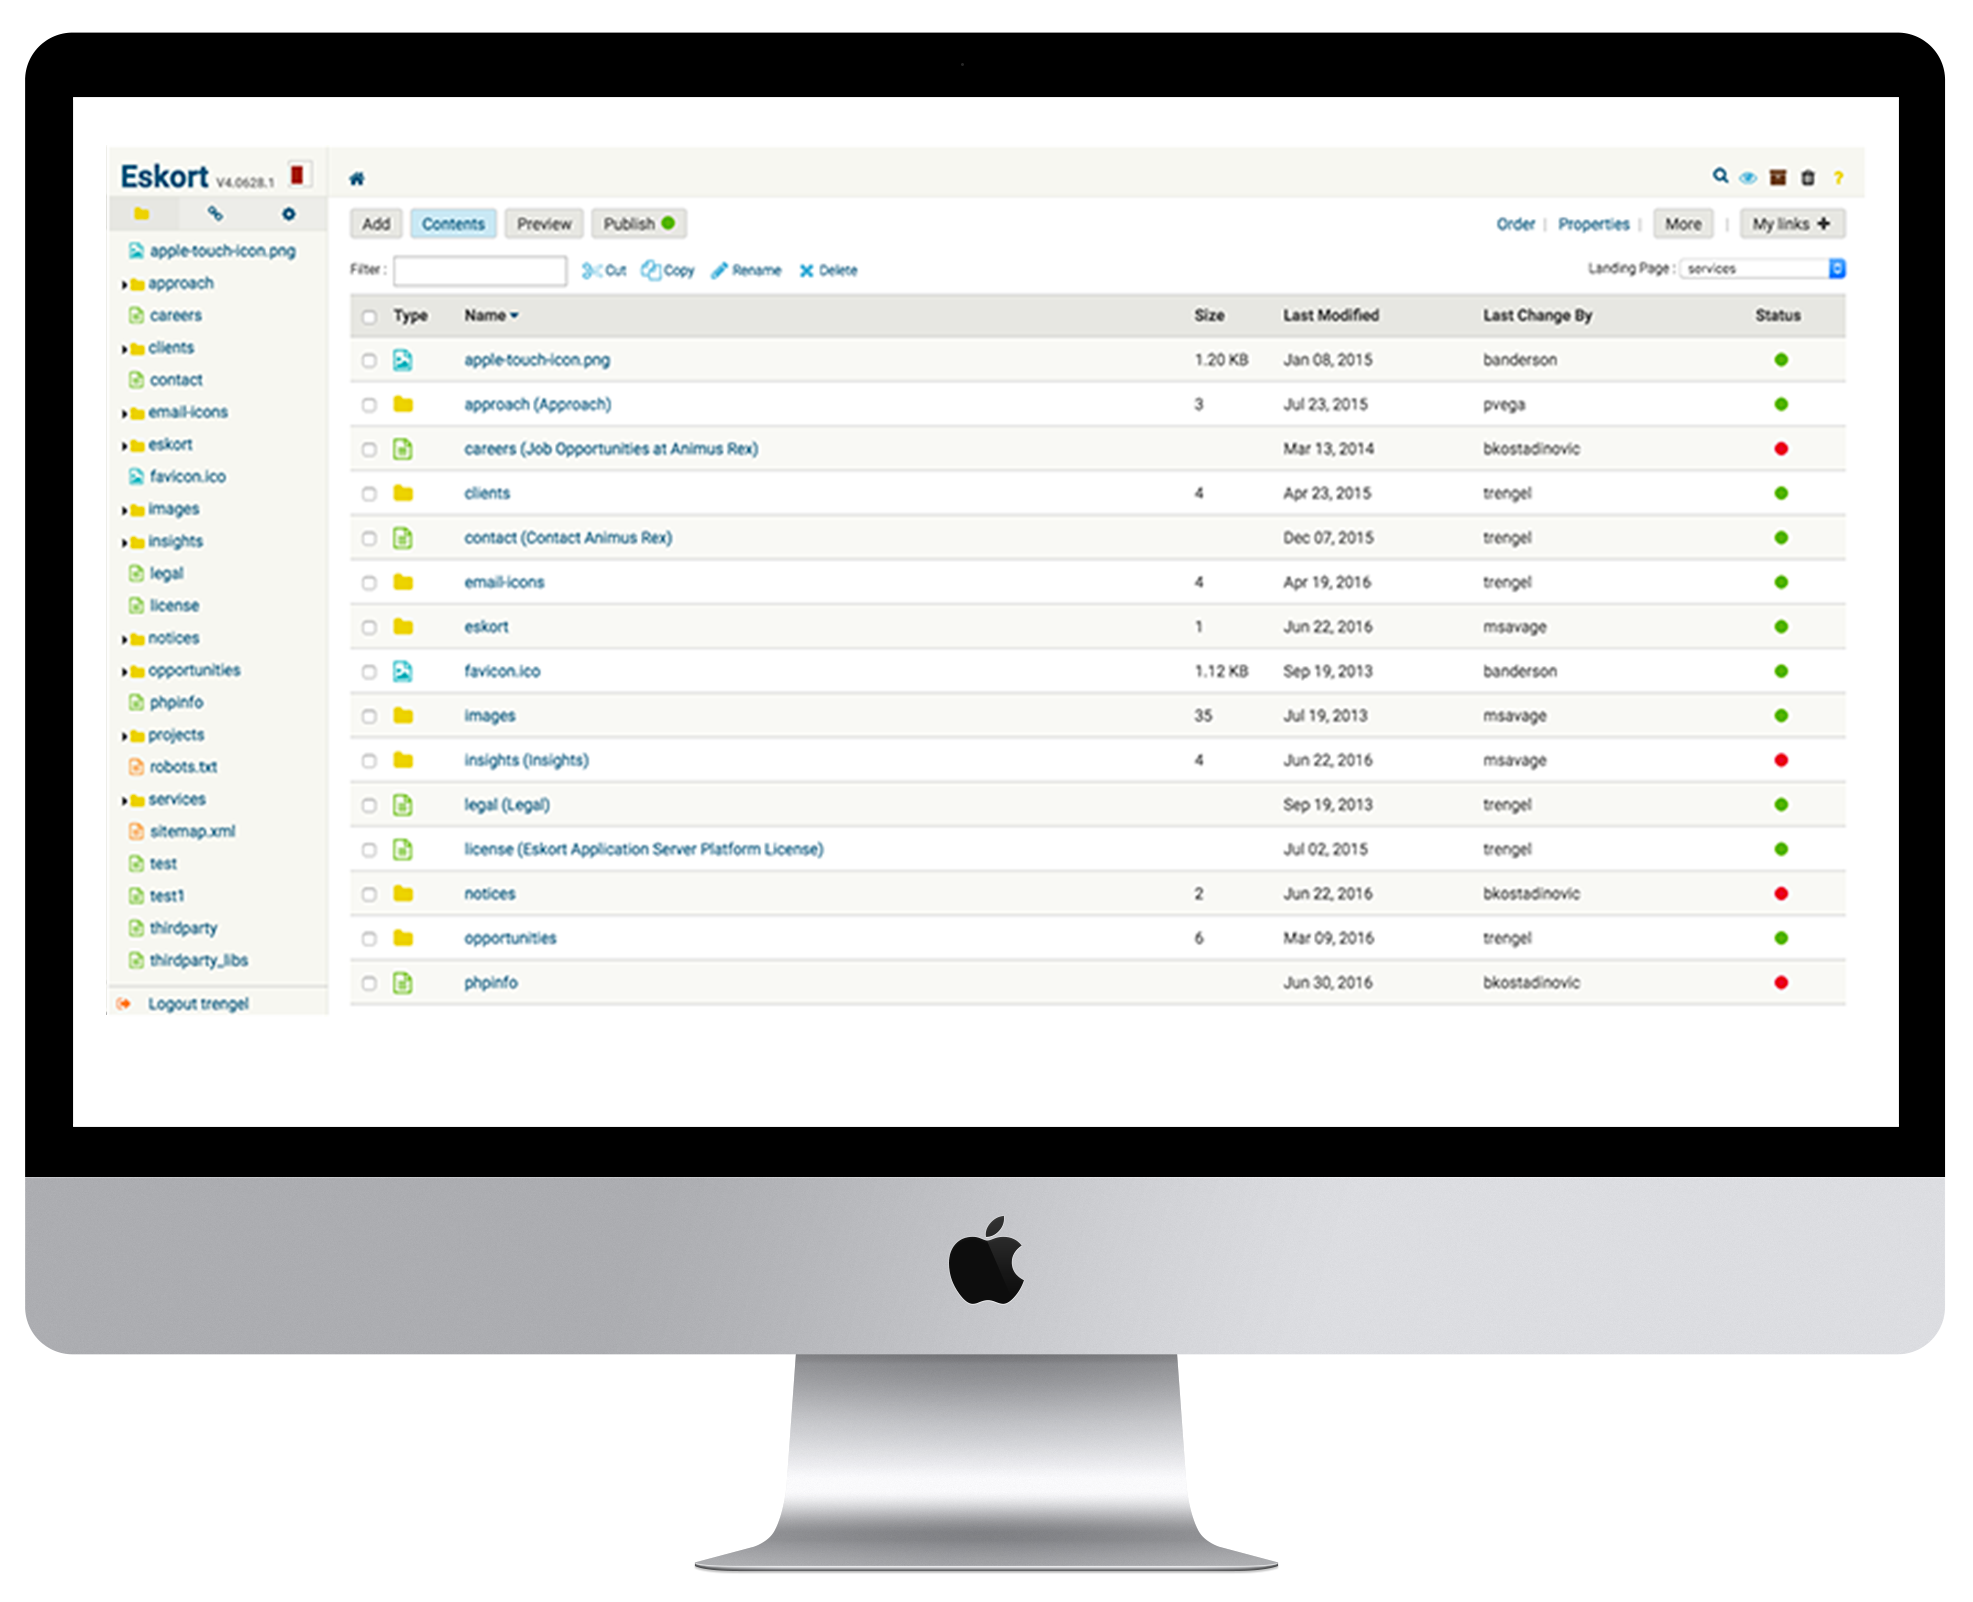 Eskort V4.0628.1
apple-touch-icon.png
approach
careers
clients
contact
email-icons
eskort
favicon.ico
images
insights
legal
license
notices
opportunities
phpinfo
projects
robots.txt
services
sitemap.xml
test
test1
thirdparty
thirdparty_libs
Logout trengel
?
Add Contents Preview Publish Order | Properties | More | My links +
Filter : Cut Copy Rename Delete Landing Page : services
Type Name Size Last Modified Last Change By Status
apple-touch-icon.png 1.20 KB Jan 08, 2015 banderson
approach (Approach) 3 Jul 23, 2015 pvega
careers (Job Opportunities at Animus Rex) Mar 13, 2014 bkostadinovic
clients 4 Apr 23, 2015 trengel
contact (Contact Animus Rex) Dec 07, 2015 trengel
email-icons 4 Apr 19, 2016 trengel
eskort 1 Jun 22, 2016 msavage
favicon.ico 1.12 KB Sep 19, 2013 banderson
images 35 Jul 19, 2013 msavage
insights (Insights) 4 Jun 22, 2016 msavage
legal (Legal) Sep 19, 2013 trengel
license (Eskort Application Server Platform License) Jul 02, 2015 trengel
notices 2 Jun 22, 2016 bkostadinovic
opportunities 6 Mar 09, 2016 trengel
phpinfo Jun 30, 2016 bkostadinovic